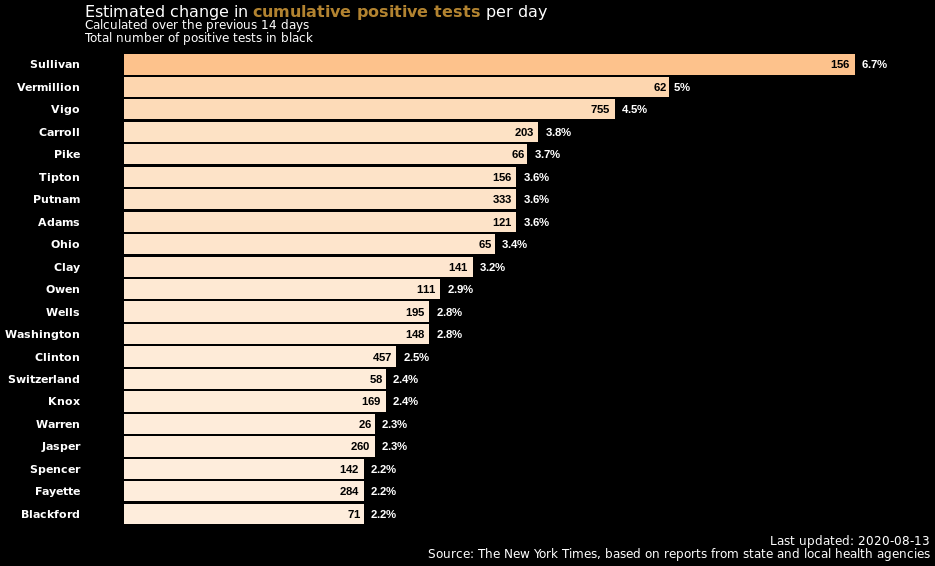 Estimated change in cumulative positive tests per day
Calculated over the previous 14 days
Total number of positive tests in black
Sullivan 156 6.7%
Vermillion 62 5%
Vigo 755 4.5%
Carroll 203 3.8%
Pike 66 3.7%
Tipton 156 3.6%
Putnam 333 3.6%
Adams 121 3.6%
Ohio 65 3.4%
Clay 141 3.2%
Owen 111 2.9%
Wells 195 2.8%
Washington 148 2.8%
Clinton 457 2.5%
Switzerland 58 2.4%
Knox 169 2.4%
Warren 26 2.3%
Jasper 260 2.3%
Spencer 142 2.2%
Fayette 284 2.2%
Blackford 71 2.2%
Last updated: 2020-08-13
Source: The New York Times, based on reports from state and local health agencies